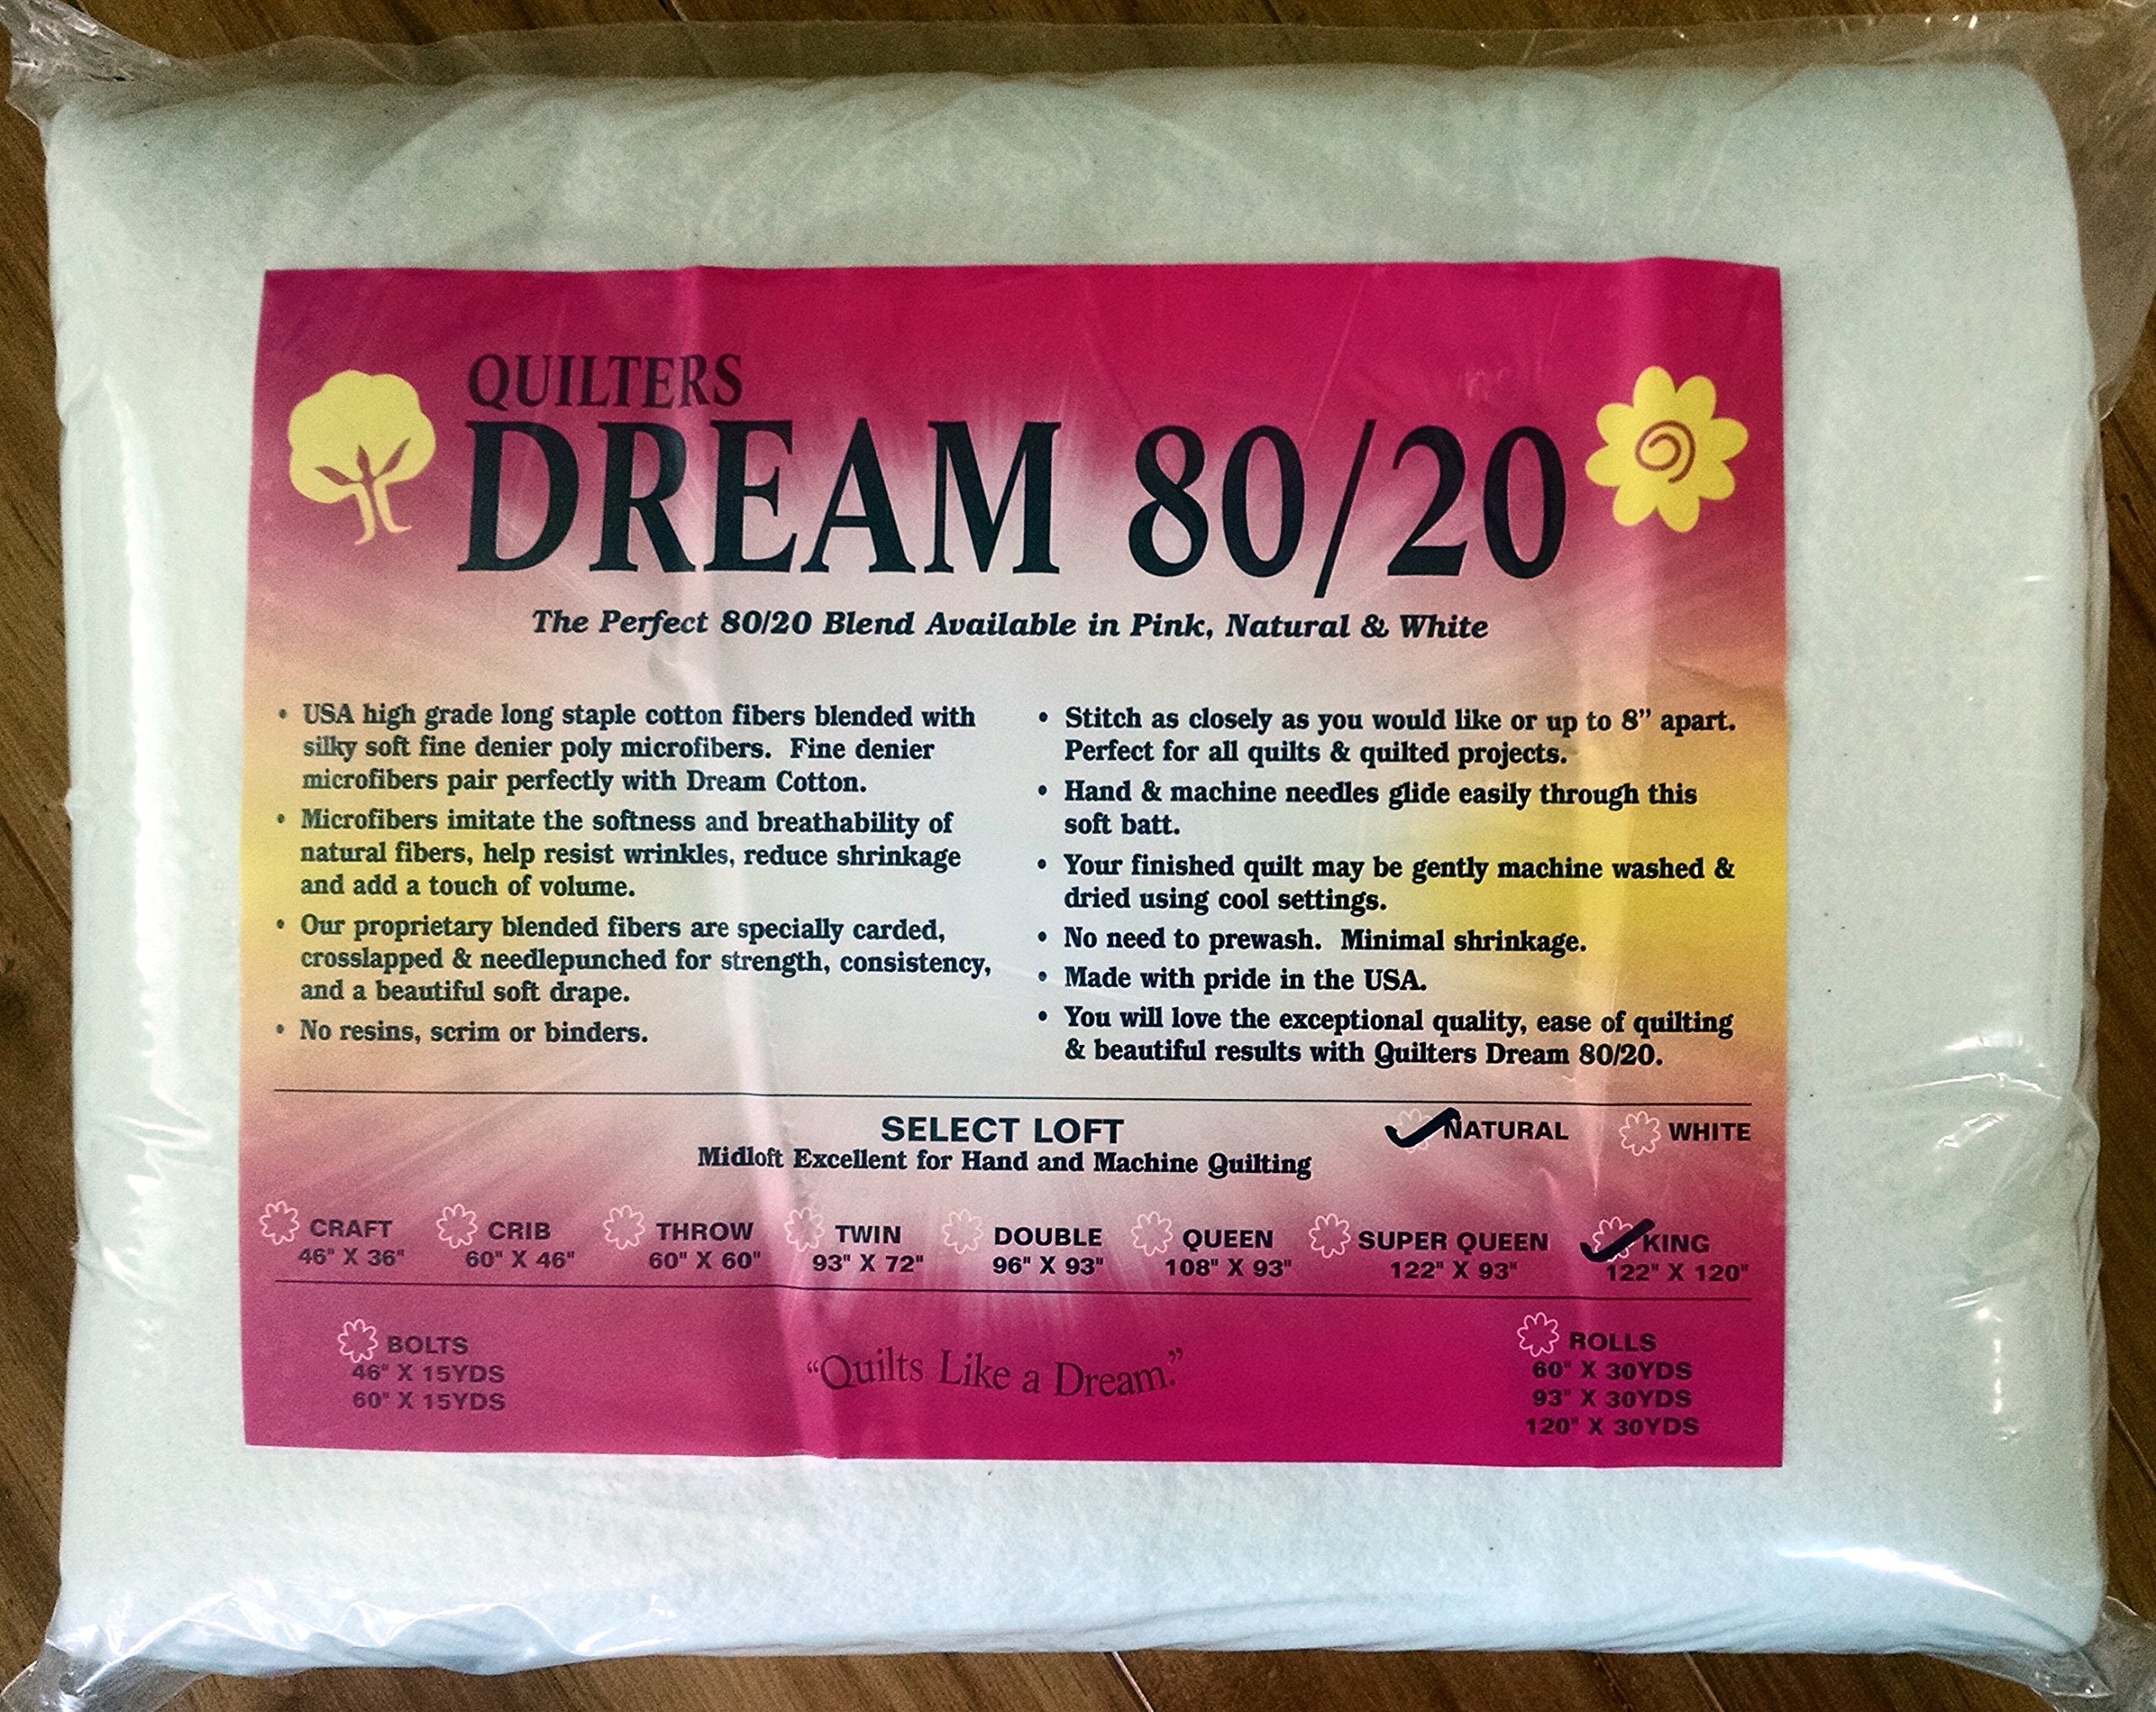 QUILTERS
DREAM 80/20
The Perfect 80/20 Blend Available in Pink, Natural & White
• USA high grade long staple cotton fibers blended with
silky soft fine denier poly microfibers.  Fine denier
microfibers pair perfectly with Dream Cotton.
• Microfibers imitate the softness and breathability of
natural fibers, help resist wrinkles, reduce shrinkage
and add a touch of volume.
• Our proprietary blended fibers are specially carded,
crosslapped & needlepunched for strength, consistency,
and a beautiful soft drape.
• No resins, scrim or binders.
• Stitch as closely as you would like or up to 8” apart.
Perfect for all quilts & quilted projects.
• Hand & machine needles glide easily through this
soft batt.
• Your finished quilt may be gently machine washed &
dried using cool settings.
• No need to prewash.  Minimal shrinkage.
• Made with pride in the USA.
• You will love the exceptional quality, ease of quilting
& beautiful results with Quilters Dream 80/20.
SELECT LOFT
Midloft Excellent for Hand and Machine Quilting
NATURAL
WHITE
CRAFT
46" X 36"
CRIB
60" X 46"
THROW
60" X 60"
TWIN
93" X 72"
DOUBLE
96" X 93"
QUEEN
108" X 93"
SUPER QUEEN
122" X 93"
KING
122" X 120"
BOLTS
46" X 15YDS
60" X 15YDS
“Quilts Like a Dream.”
ROLLS
60" X 30YDS
93" X 30YDS
120" X 30YDS